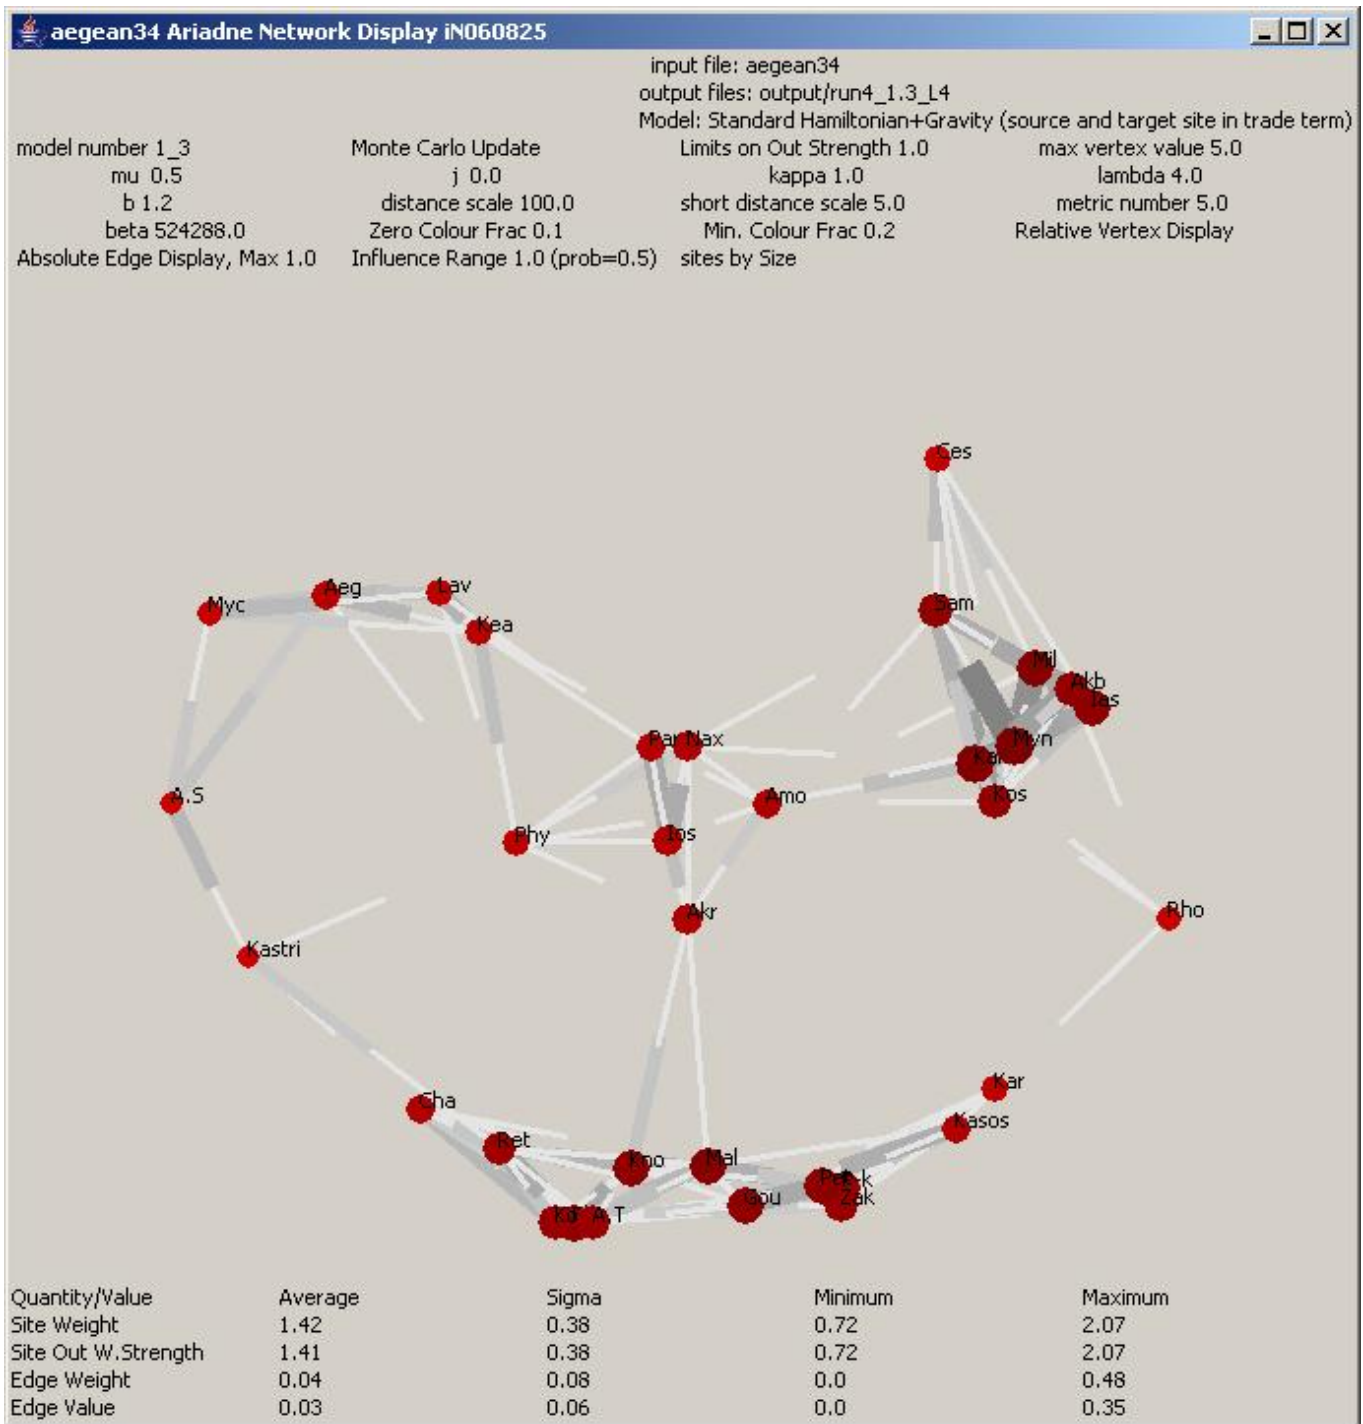 aegean34 Ariadne Network Display iN060825
input file: aegean34
output files: output/run4_1.3_L4
Model: Standard Hamiltonian+Gravity (source and target site in trade term)
model number 1_3 Monte Carlo Update Limits on Out Strength 1.0 max vertex value 5.0
mu 0.5 j 0.0 kappa 1.0 lambda 4.0
b 1.2 distance scale 100.0 short distance scale 5.0 metric number 5.0
beta 524288.0 Zero Colour Frac 0.1 Min. Colour Frac 0.2 Relative Vertex Display
Absolute Edge Display, Max 1.0 Influence Range 1.0 (prob=0.5) sites by Size
Ces
Myc Aeg Lav Sam
Kea
Mil
Akb
Ias
Par Nax Myn
Kal
A.S Amo Kos
Phy Ios
Akr Rho
Kastri
Kar
Cha Kasos
Ret Kno Mal
Zak
Gou
A T
Quantity/Value Average Sigma Minimum Maximum
Site Weight 1.42 0.38 0.72 2.07
Site Out W.Strength 1.41 0.38 0.72 2.07
Edge Weight 0.04 0.08 0.0 0.48
Edge Value 0.03 0.06 0.0 0.35